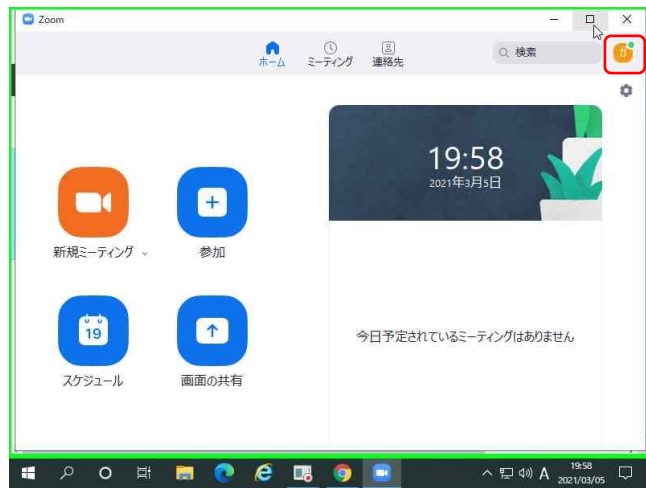 Zoom
ホーム
ミーティング
連絡先
検索
が
19:58
2021年3月5日
新規ミーティング
参加
19
スケジュール
画面の共有
今日予定されているミーティングはありません
A
19:58
2021/03/05